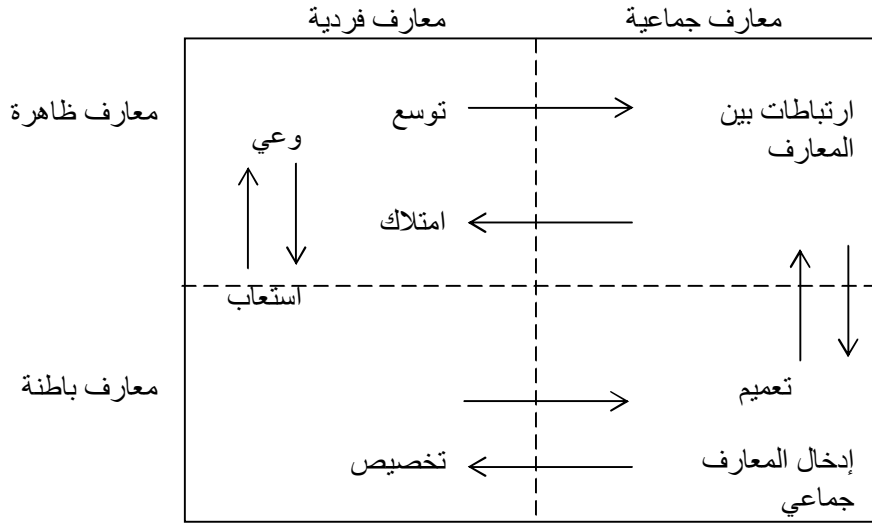 معارف جماعية
معارف فردية
معارف ظاهرة
ارتباطات بين
المعارف
توسع
وعي
امتلاك
استعاب
معارف باطنة
تعميم
إدخال المعارف
جماعي
تخصيص